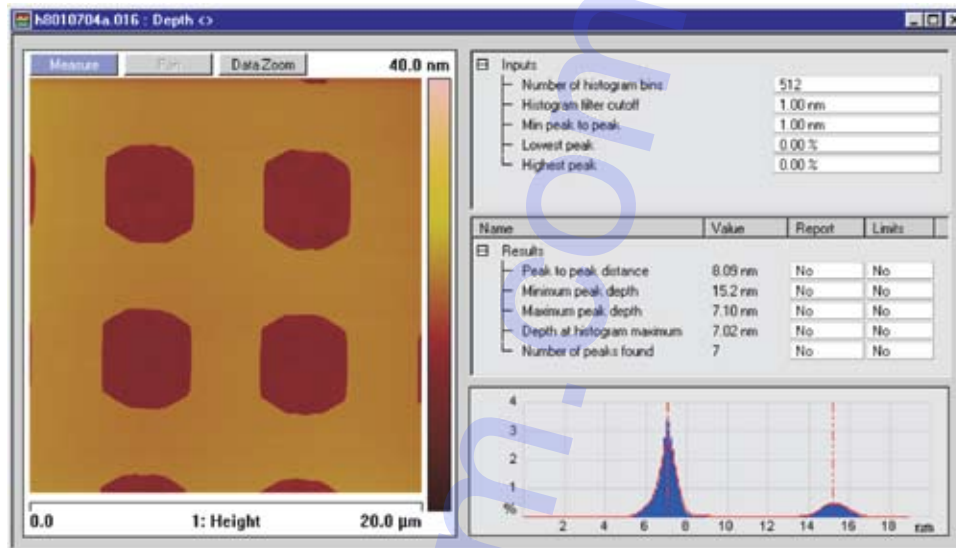 h8010704a.016 : Depth <>
Measure Pan Data Zoom 40.0 nm
0.0 1: Height 20.0 µm
Inputs
Number of histogram bins 512
Histogram filter cutoff 1.00 nm
Min peak to peak 1.00 nm
Lowest peak 0.00 %
Highest peak 0.00 %
Name Value Report Limits
Results
Peak to peak distance 8.09 nm No No
Minimum peak depth 15.2 nm No No
Maximum peak depth 7.10 nm No No
Depth at histogram maximum 7.02 nm No No
Number of peaks found 7 No No
4
3
2
1
%
2 4 6 8 10 12 14 16 18 nm
m.com